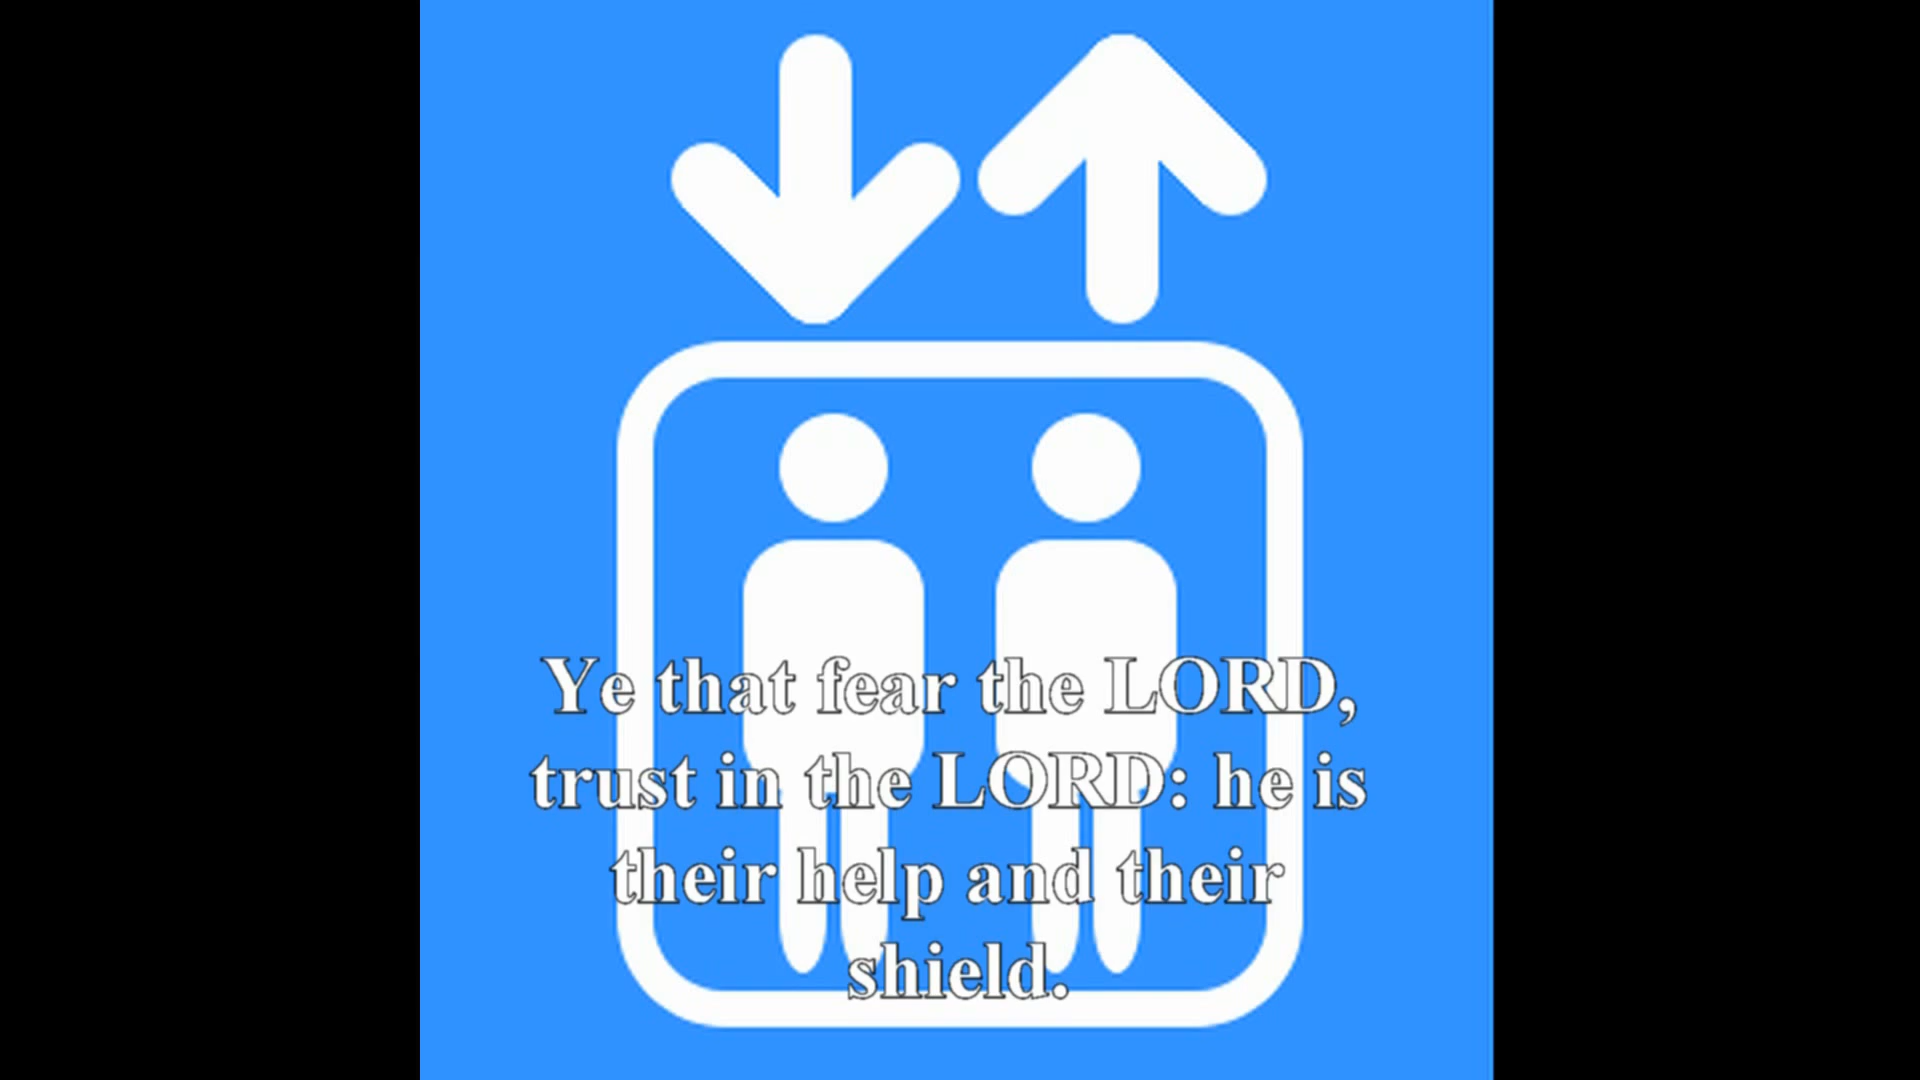 Ye that fear the LORD,
trust in the LORD: he is
their help and their
shield.